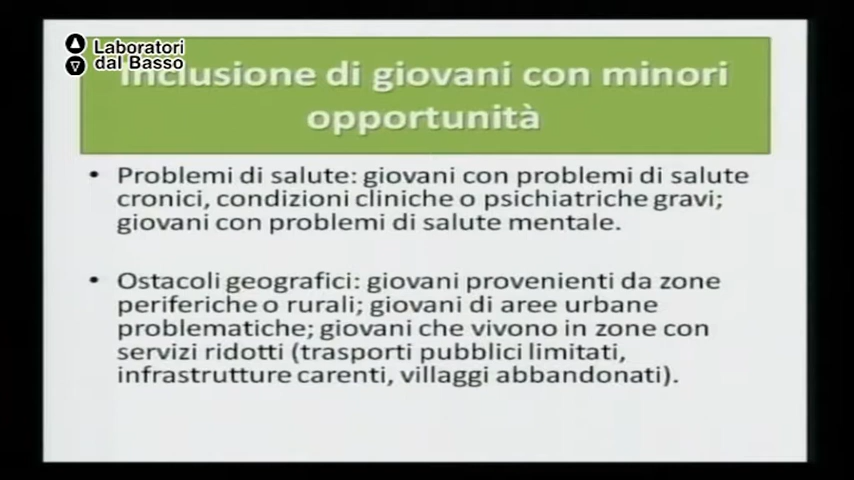 Laboratori
dal Basso
Inclusione di giovani con minori
opportunità
• Problemi di salute: giovani con problemi di salute
cronici, condizioni cliniche o psichiatriche gravi;
giovani con problemi di salute mentale.
• Ostacoli geografici: giovani provenienti da zone
periferiche o rurali; giovani di aree urbane
problematiche; giovani che vivono in zone con
servizi ridotti (trasporti pubblici limitati,
infrastrutture carenti, villaggi abbandonati).